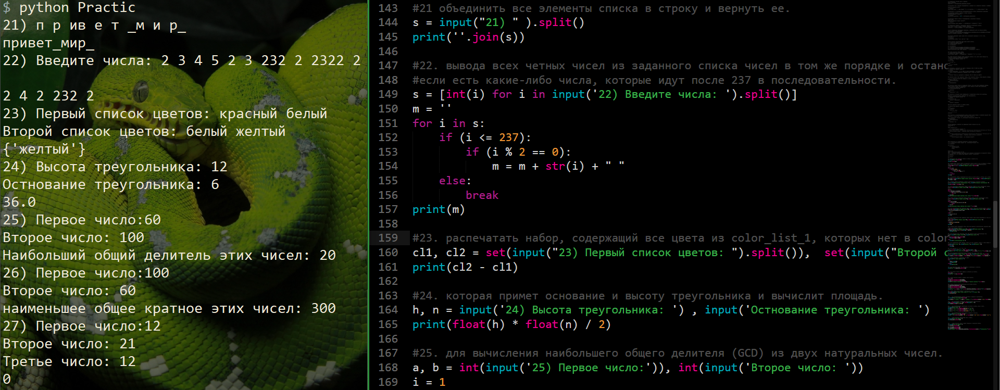 $ python Practic
21) п р иве т _м и р_
привет_мир_
22) Введите числа: 2 3 4 5 2 3 232 2 2322 2
2 4 2 232 2
23) Первый список цветов: красный белый
Второй список цветов: белый желтый
{'желтый'}
24) Высота треугольника: 12
Остнование треугольника: 6
36.0
25) Первое число:60
Второе число: 100
Наибольший общий делитель этих чисел: 20
26) Первое число:100
Второе число: 60
наименьшее общее кратное этих чисел: 300
27) Первое число:12
Второе число: 21
Третье число: 12
0
143 #21 объединить все элементы списка в строку и вернуть ее.
144 s = input("21) " ).split()
145 print(''.join(s))
146
147 #22. вывода всех четных чисел из заданного списка чисел в том же порядке и остано
148 #если есть какие-либо числа, которые идут после 237 в последовательности.
149 s = [int(i) for i in input('22) Введите числа: ').split()]
150 m = ''
151 for i in s:
152     if (i <= 237):
153         if (i % 2 == 0):
154             m = m + str(i) + " "
155     else:
156         break
157 print(m)
158
159 #23. распечатать набор, содержащий все цвета из color_list_1, которых нет в color
160 cl1, cl2 = set(input("23) Первый список цветов: ").split()),  set(input("Второй с
161 print(cl2 - cl1)
162
163 #24. которая примет основание и высоту треугольника и вычислит площадь.
164 h, n = input('24) Высота треугольника: ') , input('Остнование треугольника: ')
165 print(float(h) * float(n) / 2)
166
167 #25. для вычисления наибольшего общего делителя (GCD) из двух натуральных чисел.
168 a, b = int(input('25) Первое число:')), int(input('Второе число: '))
169 i = 1